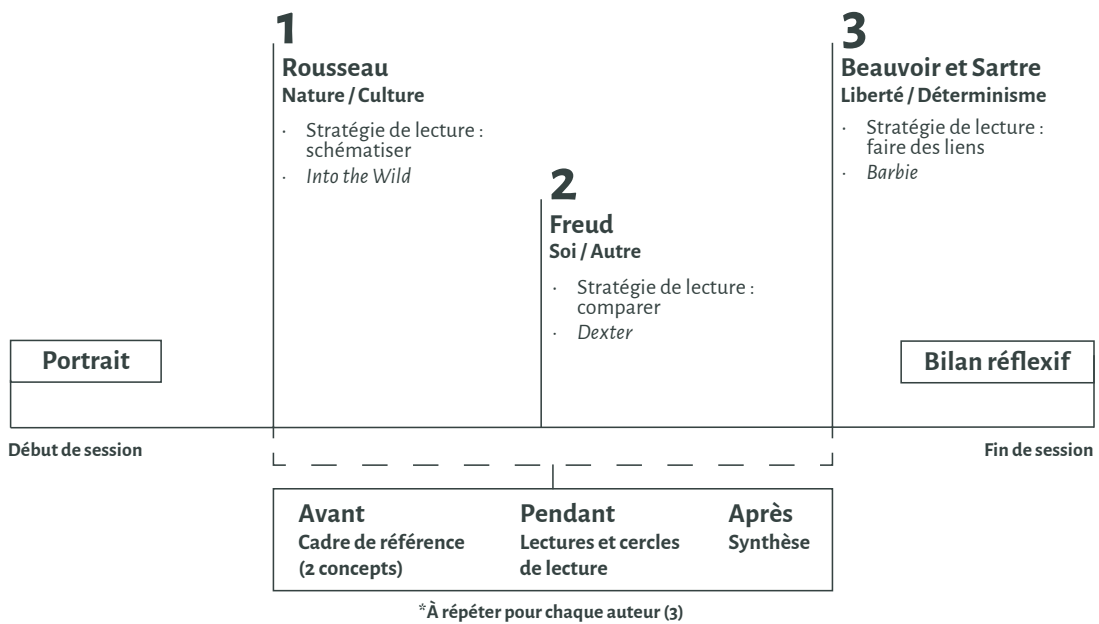 1
Rousseau
Nature / Culture
· Stratégie de lecture :
schématiser
· Into the Wild
2
Freud
Soi / Autre
· Stratégie de lecture :
comparer
· Dexter
3
Beauvoir et Sartre
Liberté / Déterminisme
· Stratégie de lecture :
faire des liens
· Barbie
Portrait
Bilan réflexif
Début de session
Fin de session
Avant
Cadre de référence
(2 concepts)
Pendant
Lectures et cercles
de lecture
Après
Synthèse
*À répéter pour chaque auteur (3)